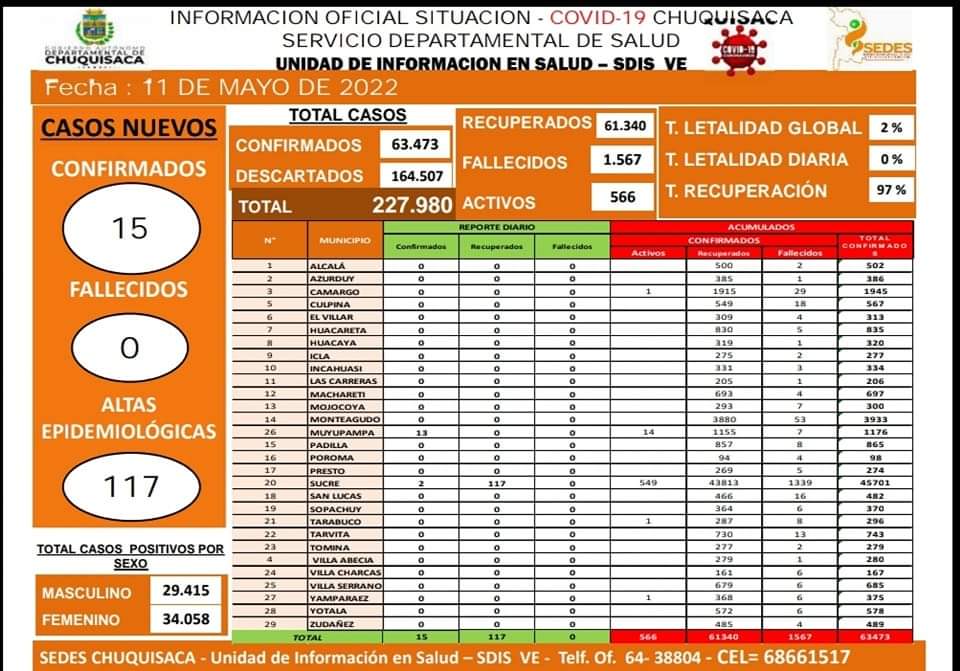 GOBIERNO AUTÓNOMO
DEPARTAMENTAL DE
CHUQUISACA
INFORMACION OFICIAL SITUACION - COVID-19 CHUQUISACA
SERVICIO DEPARTAMENTAL DE SALUD
UNIDAD DE INFORMACION EN SALUD – SDIS VE
COVID-19
SEDES
Fecha : 11 DE MAYO DE 2022
CASOS NUEVOS
CONFIRMADOS
15
FALLECIDOS
0
ALTAS
EPIDEMIOLÓGICAS
117
TOTAL CASOS POSITIVOS POR
SEXO
MASCULINO 29.415
FEMENINO 34.058
TOTAL CASOS
CONFIRMADOS 63.473
DESCARTADOS 164.507
TOTAL 227.980
RECUPERADOS 61.340
FALLECIDOS 1.567
ACTIVOS 566
T. LETALIDAD GLOBAL 2 %
T. LETALIDAD DIARIA 0 %
T. RECUPERACIÓN 97 %
REPORTE DIARIO ACUMULADOS
N° MUNICIPIO Confirmados Recuperados Fallecidos CONFIRMADOS TOTAL CONFIRMADOS
Activos Recuperados Fallecidos
1 ALCALÁ 0 0 0 500 2 502
2 AZURDUY 0 0 0 385 1 386
3 CAMARGO 0 0 0 1 1915 29 1945
5 CULPINA 0 0 0 549 18 567
6 EL VILLAR 0 0 0 309 4 313
7 HUACARETA 0 0 0 830 5 835
8 HUACAYA 0 0 0 319 1 320
9 ICLA 0 0 0 275 2 277
10 INCAHUASI 0 0 0 331 3 334
11 LAS CARRERAS 0 0 0 205 1 206
12 MACHARETI 0 0 0 693 4 697
13 MOJOCOYA 0 0 0 293 7 300
14 MONTEAGUDO 0 0 0 3880 53 3933
26 MUYUPAMPA 13 0 0 14 1155 7 1176
15 PADILLA 0 0 0 857 8 865
16 POROMA 0 0 0 94 4 98
17 PRESTO 0 0 0 269 5 274
20 SUCRE 2 117 0 549 43813 1339 45701
18 SAN LUCAS 0 0 0 466 16 482
19 SOPACHUY 0 0 0 364 6 370
21 TARABUCO 0 0 0 1 287 8 296
22 TARVITA 0 0 0 730 13 743
23 TOMINA 0 0 0 277 2 279
4 VILLA ABECIA 0 0 0 279 1 280
24 VILLA CHARCAS 0 0 0 161 6 167
25 VILLA SERRANO 0 0 0 679 6 685
27 YAMPARAEZ 0 0 0 1 368 6 375
28 YOTALA 0 0 0 572 6 578
29 ZUDAÑEZ 0 0 0 485 4 489
TOTAL 15 117 0 566 61340 1567 63473
SEDES CHUQUISACA - Unidad de Información en Salud – SDIS VE - Telf. Of. 64- 38804 - CEL= 68661517